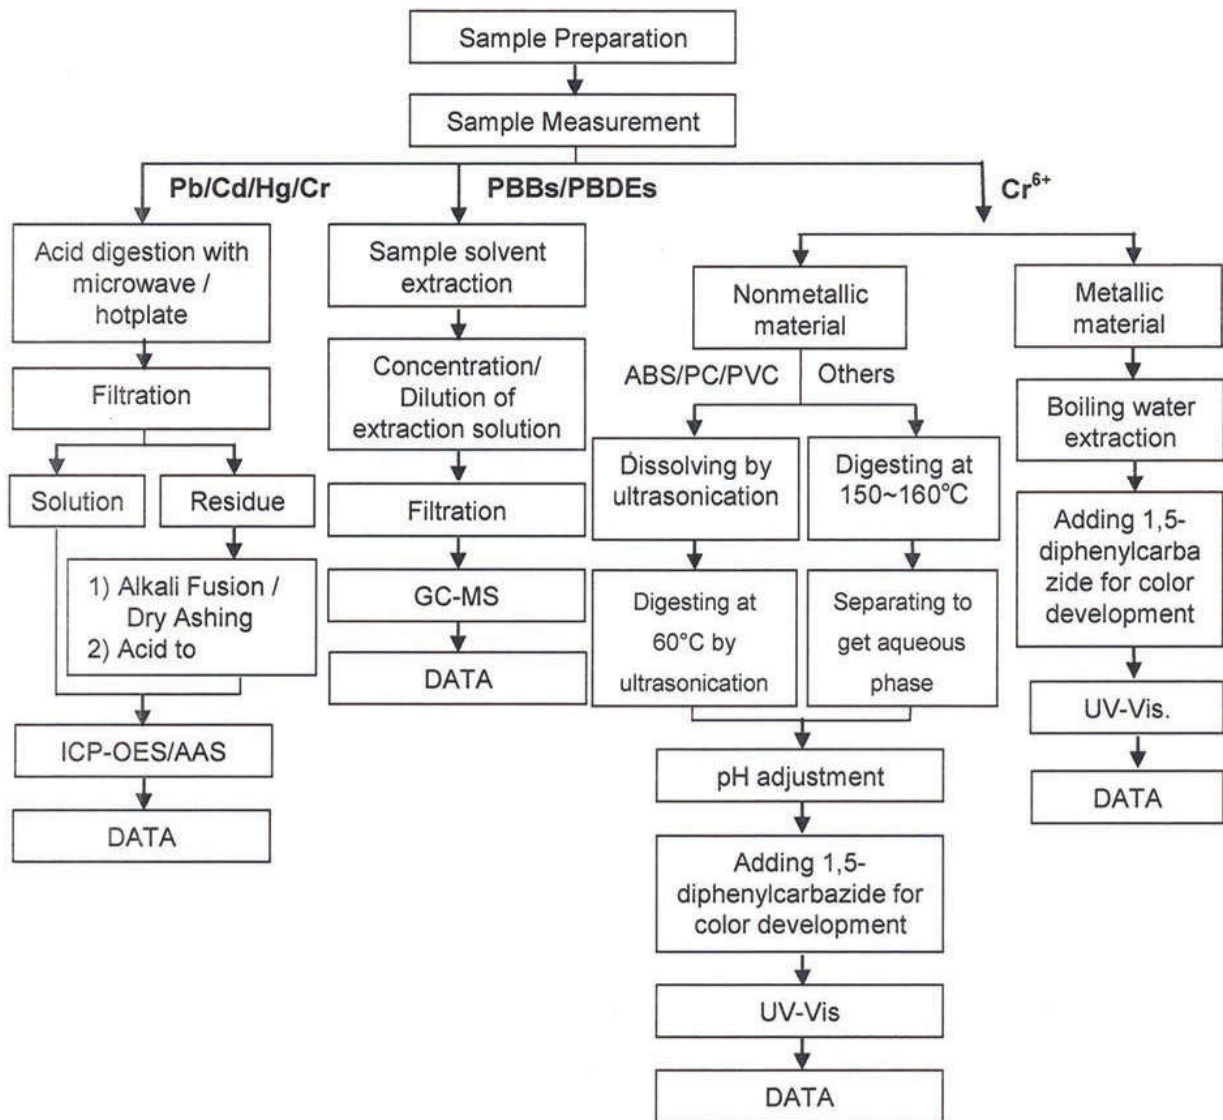 Sample Preparation
Sample Measurement
Pb/Cd/Hg/Cr
Acid digestion with
microwave /
hotplate
Filtration
Solution
Residue
1) Alkali Fusion /
Dry Ashing
2) Acid to
ICP-OES/AAS
DATA
PBBs/PBDEs
Sample solvent
extraction
Concentration/
Dilution of
extraction solution
Filtration
GC-MS
DATA
Cr⁶⁺
Nonmetallic
material
ABS/PC/PVC
Others
Dissolving by
ultrasonication
Digesting at
60°C by
ultrasonication
Digesting at
150~160°C
Separating to
get aqueous
phase
pH adjustment
Adding 1,5-
diphenylcarbazide for
color development
UV-Vis
DATA
Metallic
material
Boiling water
extraction
Adding 1,5-
diphenylcarba
zide for color
development
UV-Vis.
DATA